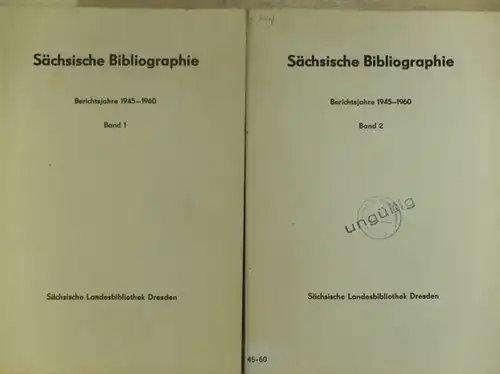 Sächsische Bibliographie
Berichtsjahre 1945–1960
Band 1
Sächsische Landesbibliothek Dresden
Sächsische Bibliographie
Berichtsjahre 1945–1960
Band 2
ungültig
Sächsische Landesbibliothek Dresden
45-60